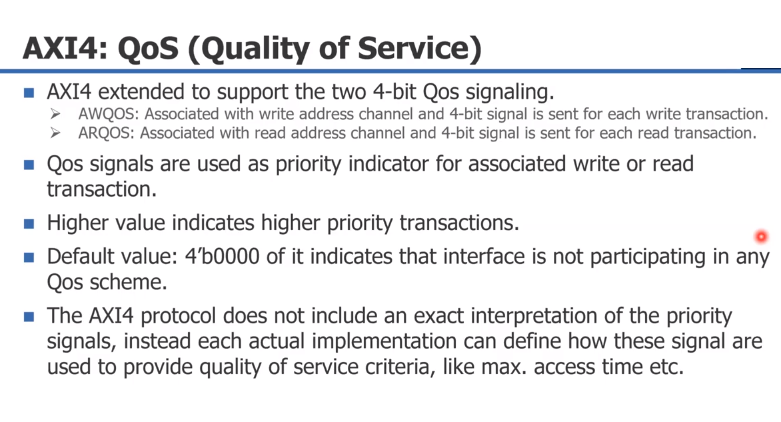 AXI4: QoS (Quality of Service)
AXI4 extended to support the two 4-bit Qos signaling.
AWQOS: Associated with write address channel and 4-bit signal is sent for each write transaction.
ARQOS: Associated with read address channel and 4-bit signal is sent for each read transaction.
Qos signals are used as priority indicator for associated write or read
transaction.
Higher value indicates higher priority transactions.
Default value: 4’b0000 of it indicates that interface is not participating in any
Qos scheme.
The AXI4 protocol does not include an exact interpretation of the priority
signals, instead each actual implementation can define how these signal are
used to provide quality of service criteria, like max. access time etc.